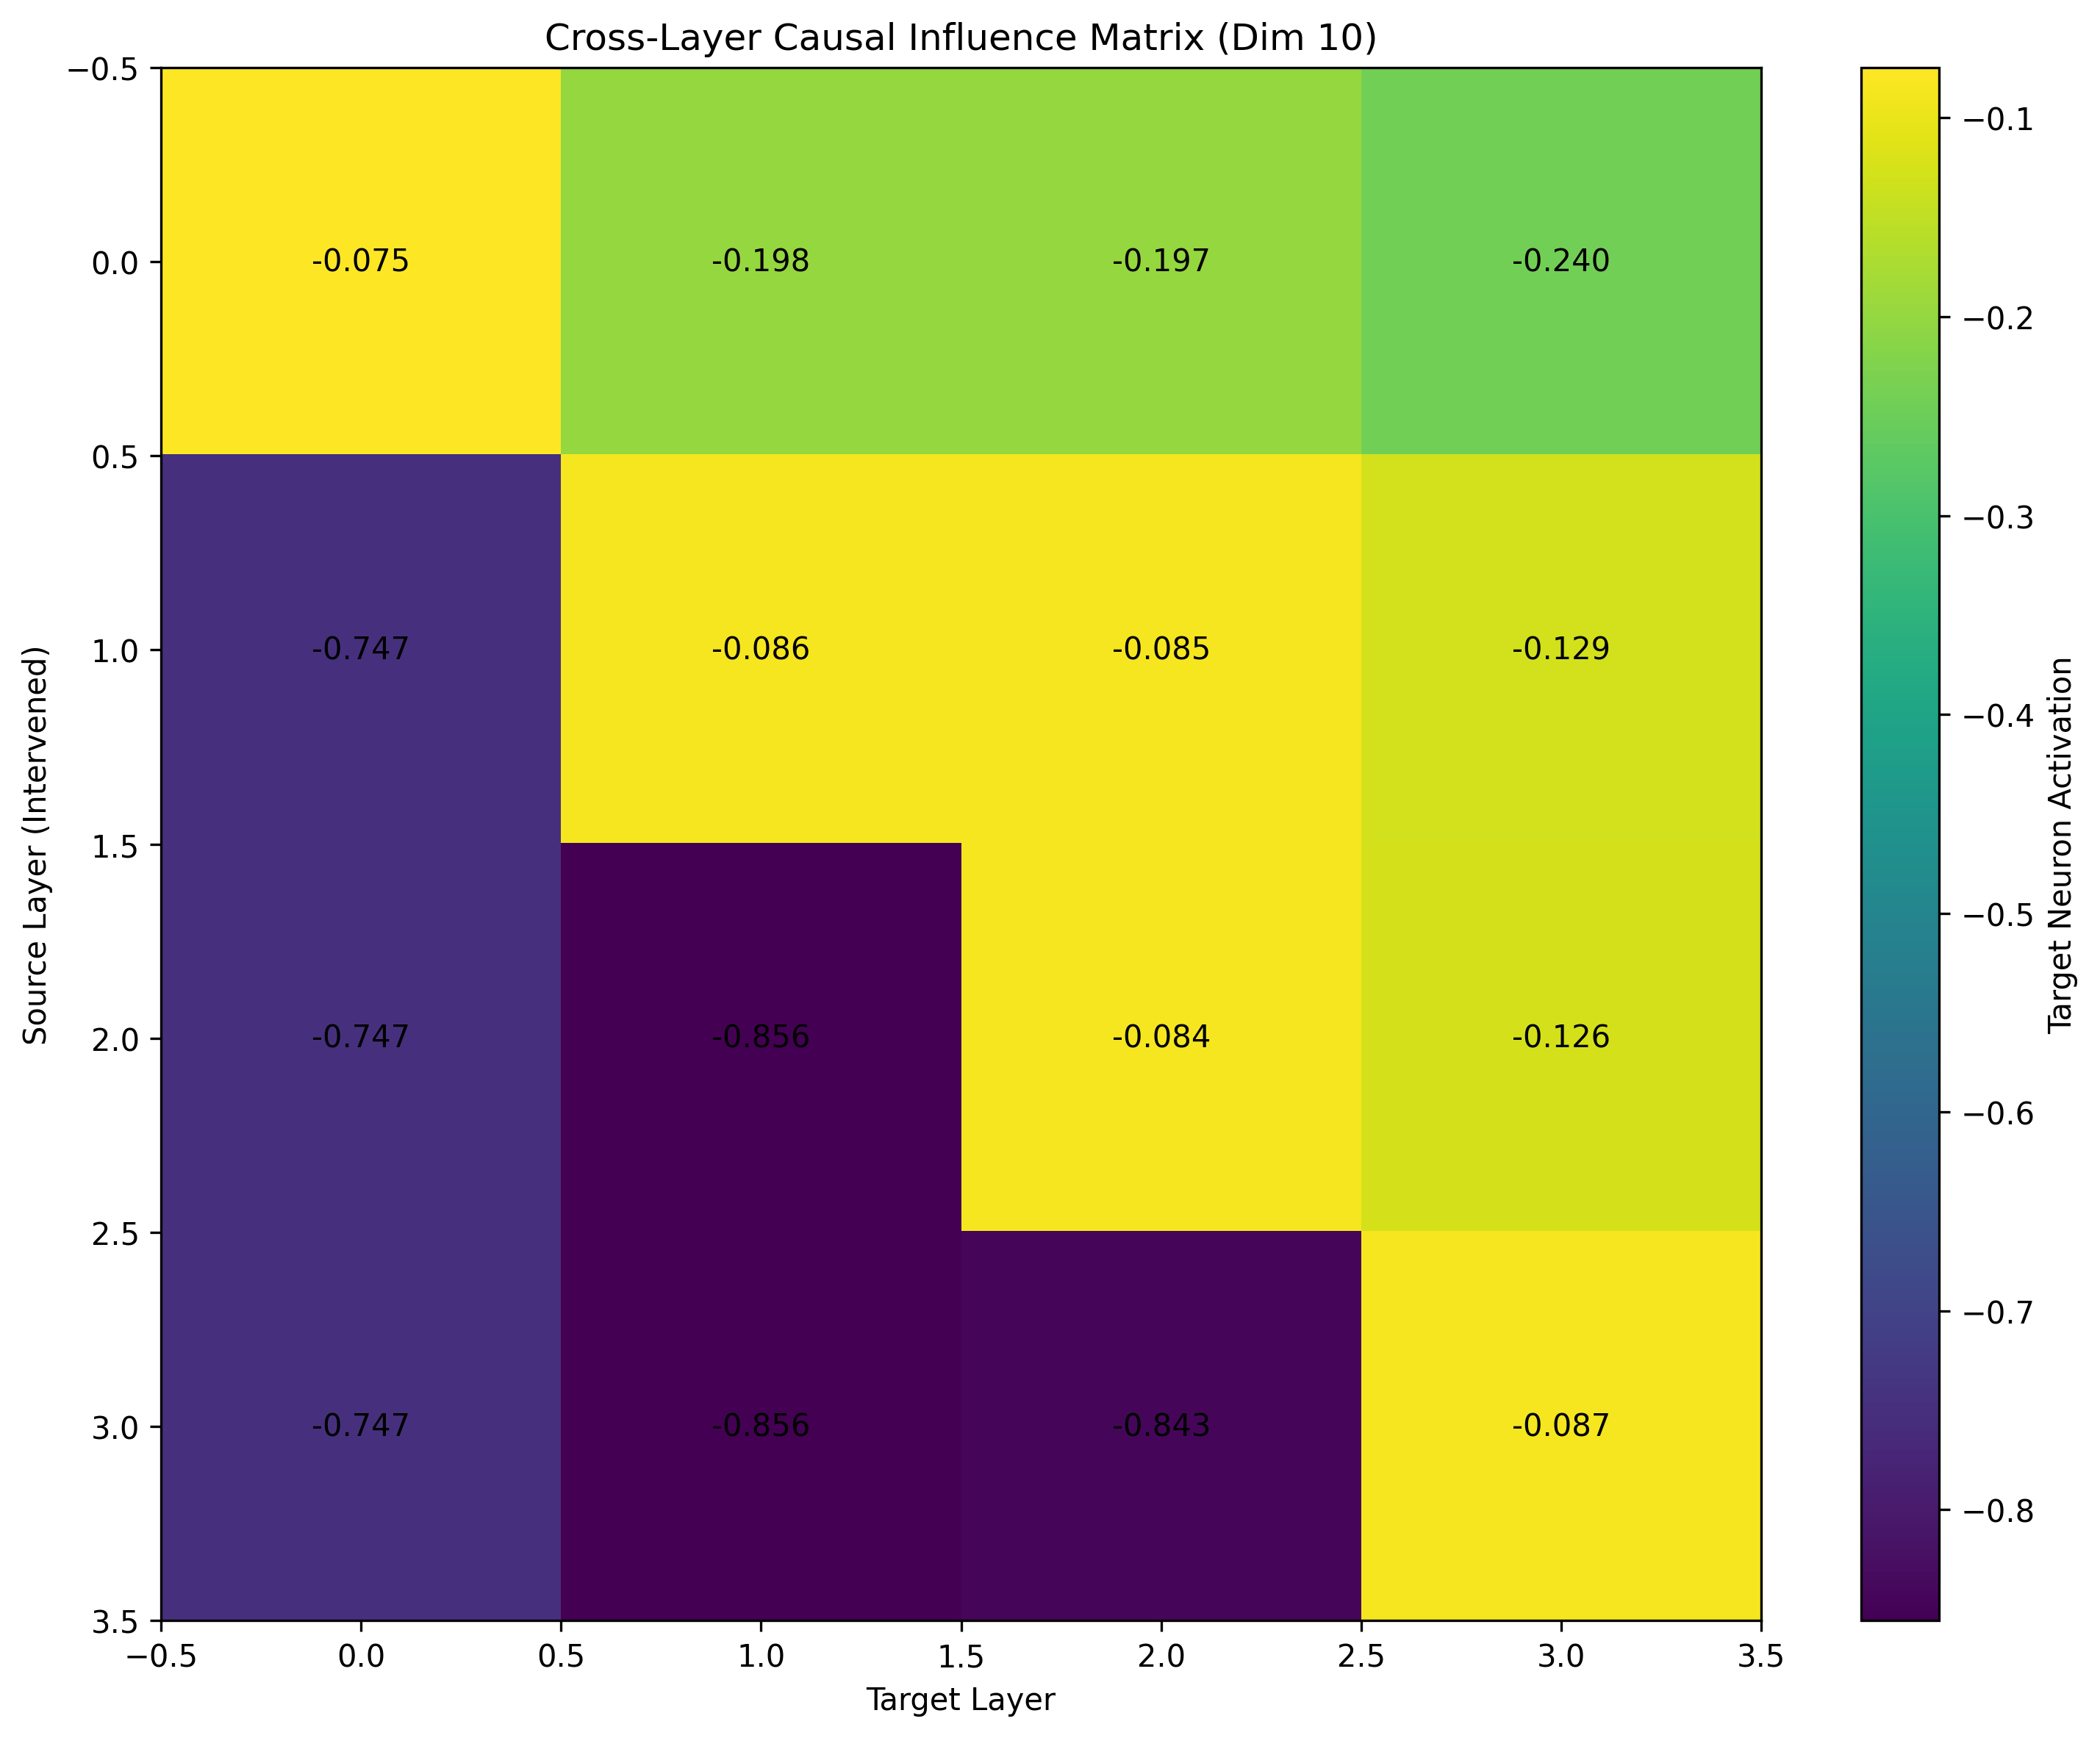 Cross-Layer Causal Influence Matrix (Dim 10)
−0.5
0.0
0.5
1.0
1.5
2.0
2.5
3.0
3.5
Source Layer (Intervened)
-0.075 -0.198 -0.197 -0.240
-0.747 -0.086 -0.085 -0.129
-0.747 -0.856 -0.084 -0.126
-0.747 -0.856 -0.843 -0.087
−0.5 0.0 0.5 1.0 1.5 2.0 2.5 3.0 3.5
Target Layer
−0.1
−0.2
−0.3
−0.4
−0.5
−0.6
−0.7
−0.8
Target Neuron Activation